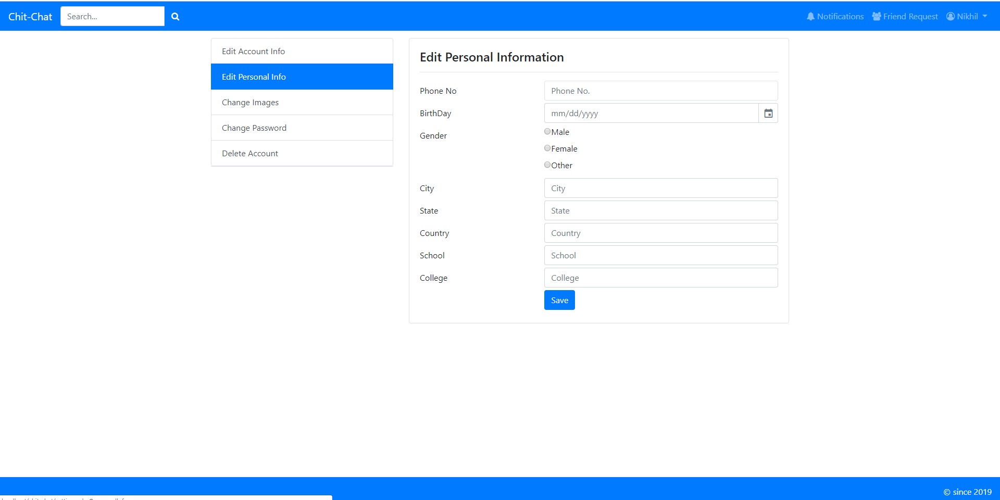 Chit-Chat Search... Notifications Friend Request Nikhil
Edit Account Info
Edit Personal Info
Change Images
Change Password
Delete Account
Edit Personal Information
Phone No Phone No.
BirthDay mm/dd/yyyy
Gender Male
Female
Other
City City
State State
Country Country
School School
College College
Save
© since 2019